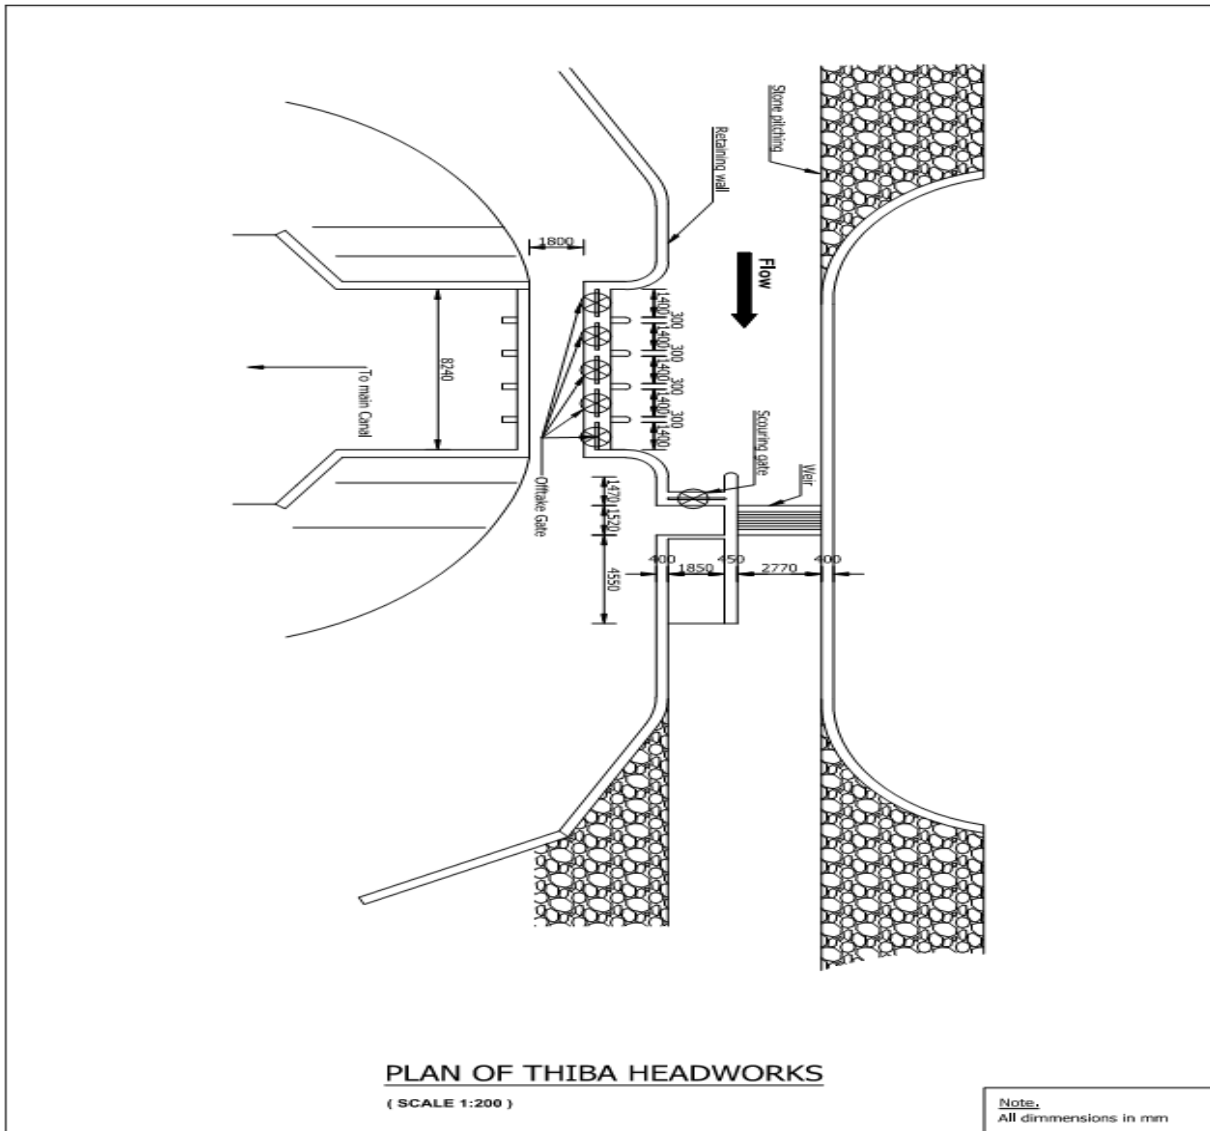 Stone pitching
Retaining wall
Flow
1800
1400
300
1400
300
1400
300
1400
300
1400
8240
To main Canal
Scouring gate
Weir
Offtake Gate
1470
1520
4550
400
1850
450
2770
400
PLAN OF THIBA HEADWORKS
( SCALE 1:200 )
Note.
All dimmensions in mm